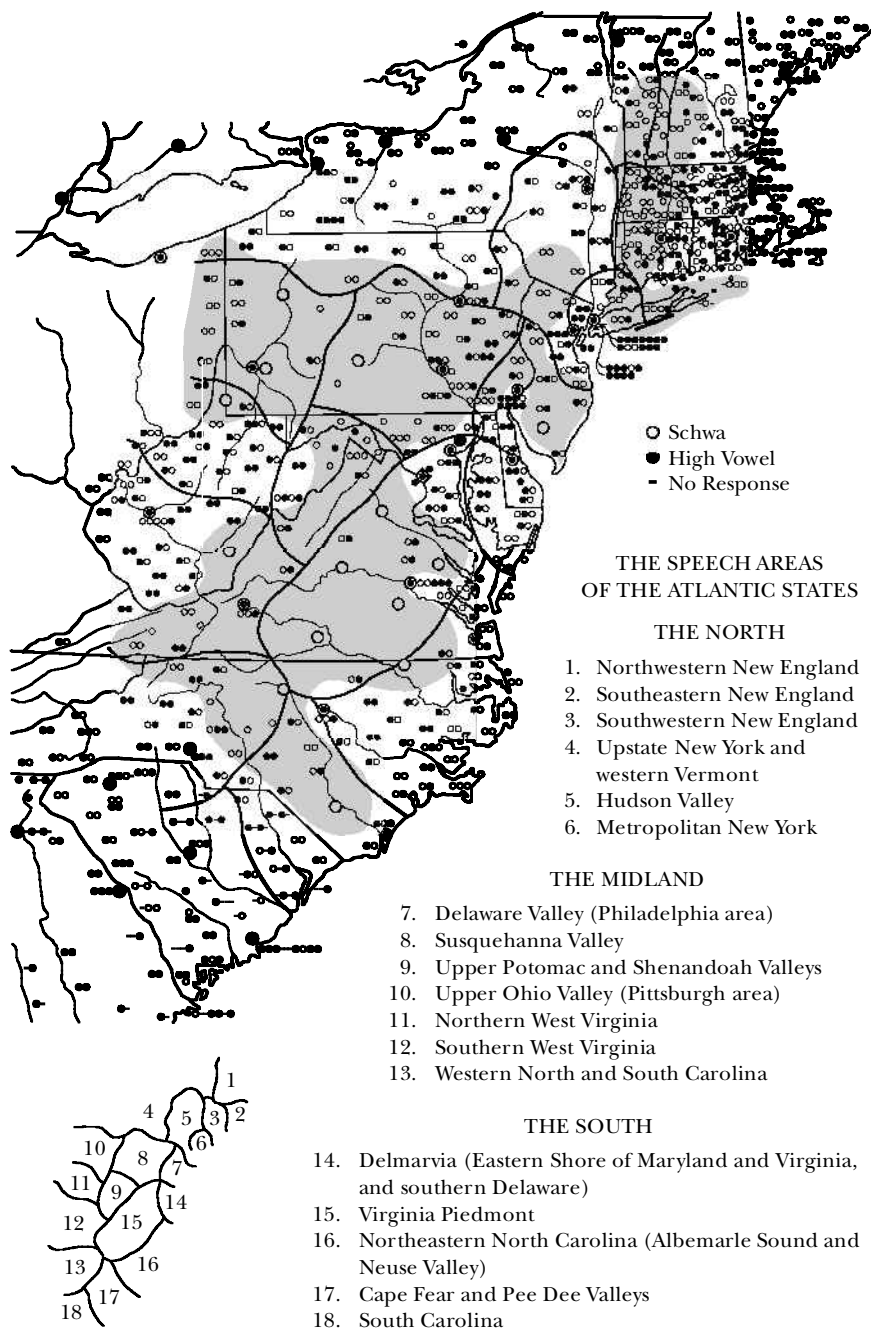 Schwa
High Vowel
No Response
THE SPEECH AREAS
OF THE ATLANTIC STATES
THE NORTH
1. Northwestern New England
2. Southeastern New England
3. Southwestern New England
4. Upstate New York and
western Vermont
5. Hudson Valley
6. Metropolitan New York
THE MIDLAND
7. Delaware Valley (Philadelphia area)
8. Susquehanna Valley
9. Upper Potomac and Shenandoah Valleys
10. Upper Ohio Valley (Pittsburgh area)
11. Northern West Virginia
12. Southern West Virginia
13. Western North and South Carolina
THE SOUTH
14. Delmarvia (Eastern Shore of Maryland and Virginia,
and southern Delaware)
15. Virginia Piedmont
16. Northeastern North Carolina (Albemarle Sound and
Neuse Valley)
17. Cape Fear and Pee Dee Valleys
18. South Carolina
1
2
3
4
5
6
7
8
9
10
11
12
13
14
15
16
17
18